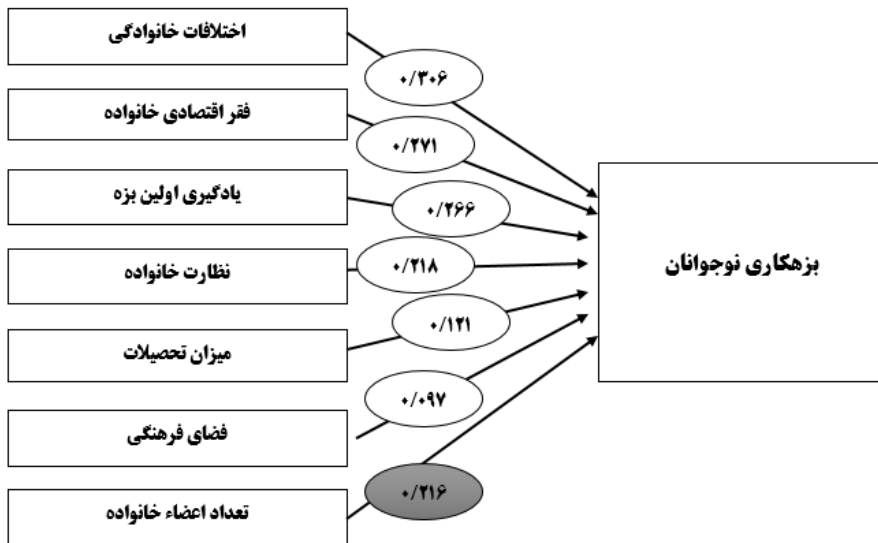 اختلافات خانوادگی
۰/۳۰۶
فقر اقتصادی خانواده
۰/۲۷۱
یادگیری اولین بزه
۰/۲۶۶
نظارت خانواده
۰/۲۱۸
میزان تحصیلات
۰/۱۲۱
فضای فرهنگی
۰/۰۹۷
تعداد اعضاء خانواده
۰/۲۱۶
بزهکاری نوجوانان